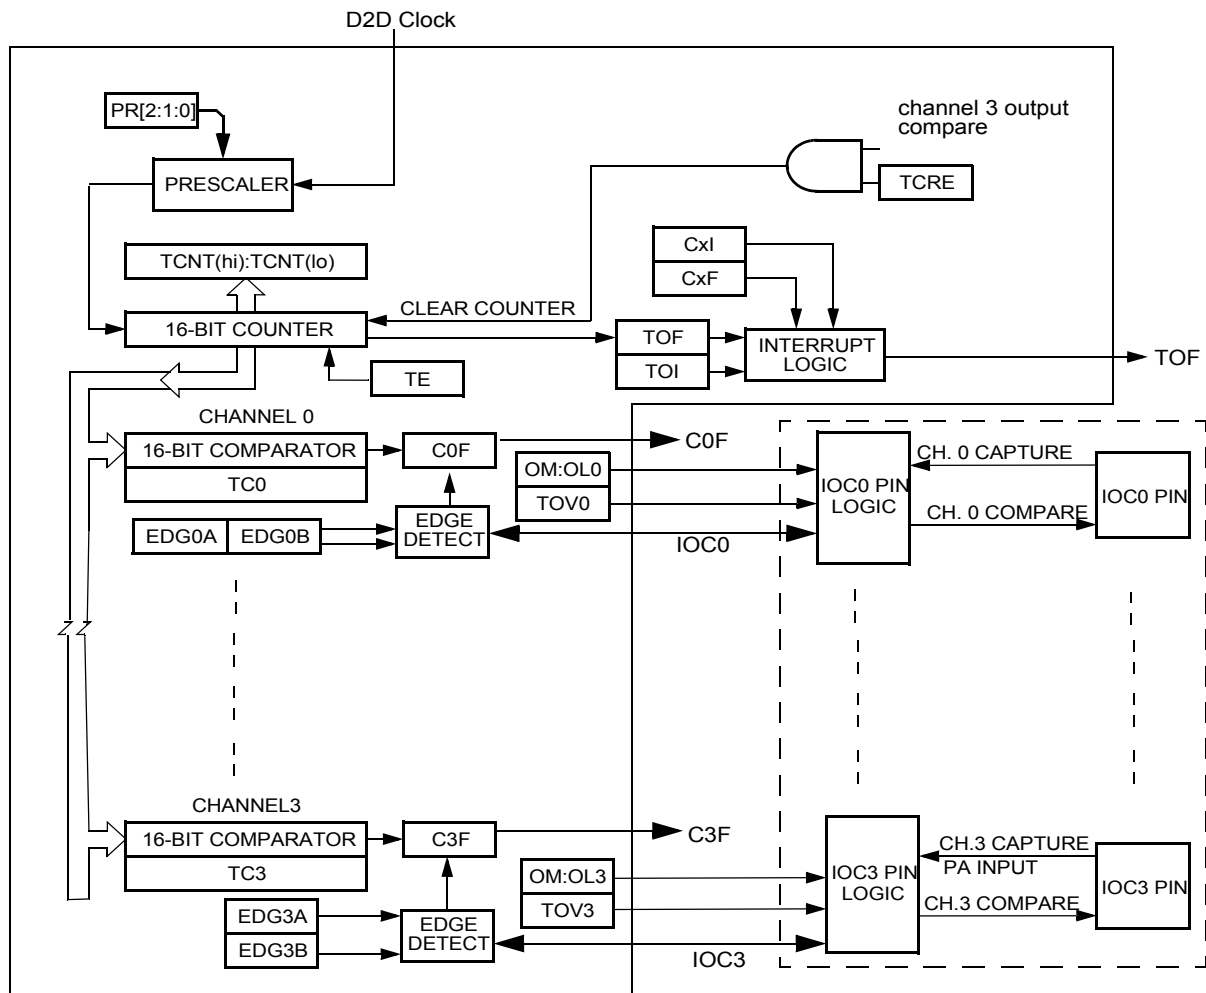 D2D Clock
PR[2:1:0]
channel 3 output
compare
PRESCALER
TCRE
CxI
CxF
TCNT(hi):TCNT(lo)
CLEAR COUNTER
16-BIT COUNTER
TOF
TOI
INTERRUPT
LOGIC
TOF
TE
CHANNEL 0
16-BIT COMPARATOR
TC0
C0F
C0F
OM:OL0
TOV0
IOC0 PIN
LOGIC
CH. 0 CAPTURE
CH. 0 COMPARE
IOC0 PIN
EDG0A
EDG0B
EDGE
DETECT
IOC0
CHANNEL3
16-BIT COMPARATOR
TC3
C3F
C3F
OM:OL3
TOV3
IOC3 PIN
LOGIC
CH.3 CAPTURE
PA INPUT
CH.3 COMPARE
IOC3 PIN
EDG3A
EDG3B
EDGE
DETECT
IOC3